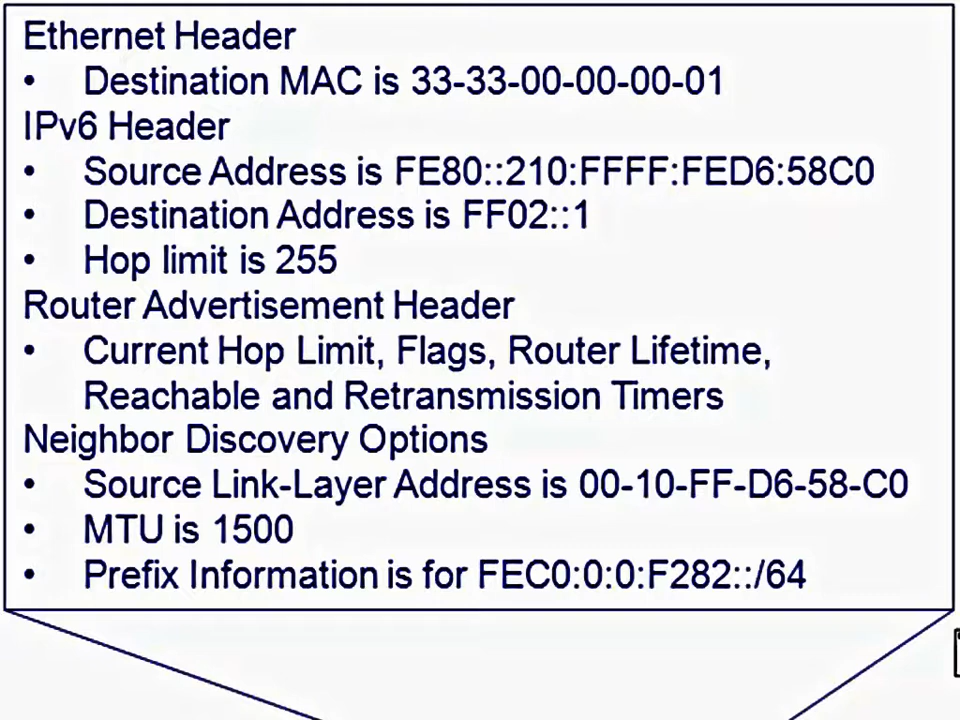 Ethernet Header
• Destination MAC is 33-33-00-00-00-01
IPv6 Header
• Source Address is FE80::210:FFFF:FED6:58C0
• Destination Address is FF02::1
• Hop limit is 255
Router Advertisement Header
• Current Hop Limit, Flags, Router Lifetime,
Reachable and Retransmission Timers
Neighbor Discovery Options
• Source Link-Layer Address is 00-10-FF-D6-58-C0
• MTU is 1500
• Prefix Information is for FEC0:0:0:F282::/64